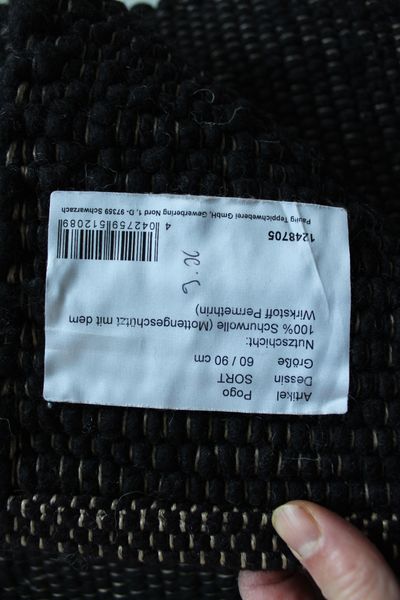 Artikel Pogo
Dessin SORT
Größe 60 / 90 cm
Nutzschicht:
100% Schurwolle (Mottengeschützt mit dem
Wirkstoff Permethrin)
1248705
4 042759 512089
Paulig Teppichweberei GmbH, Gewerbering Nord 1, D- 97359 Schwarzach